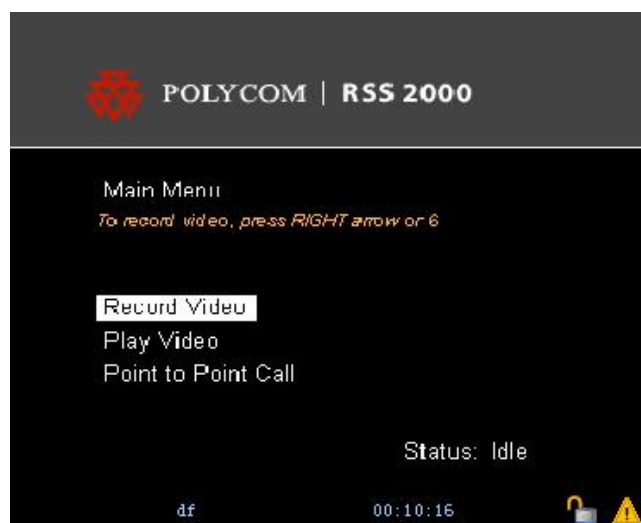 POLYCOM | RSS 2000
Main Menu
To record video, press RIGHT arrow or 6
Record Video
Play Video
Point to Point Call
Status: Idle
df 00:10:16